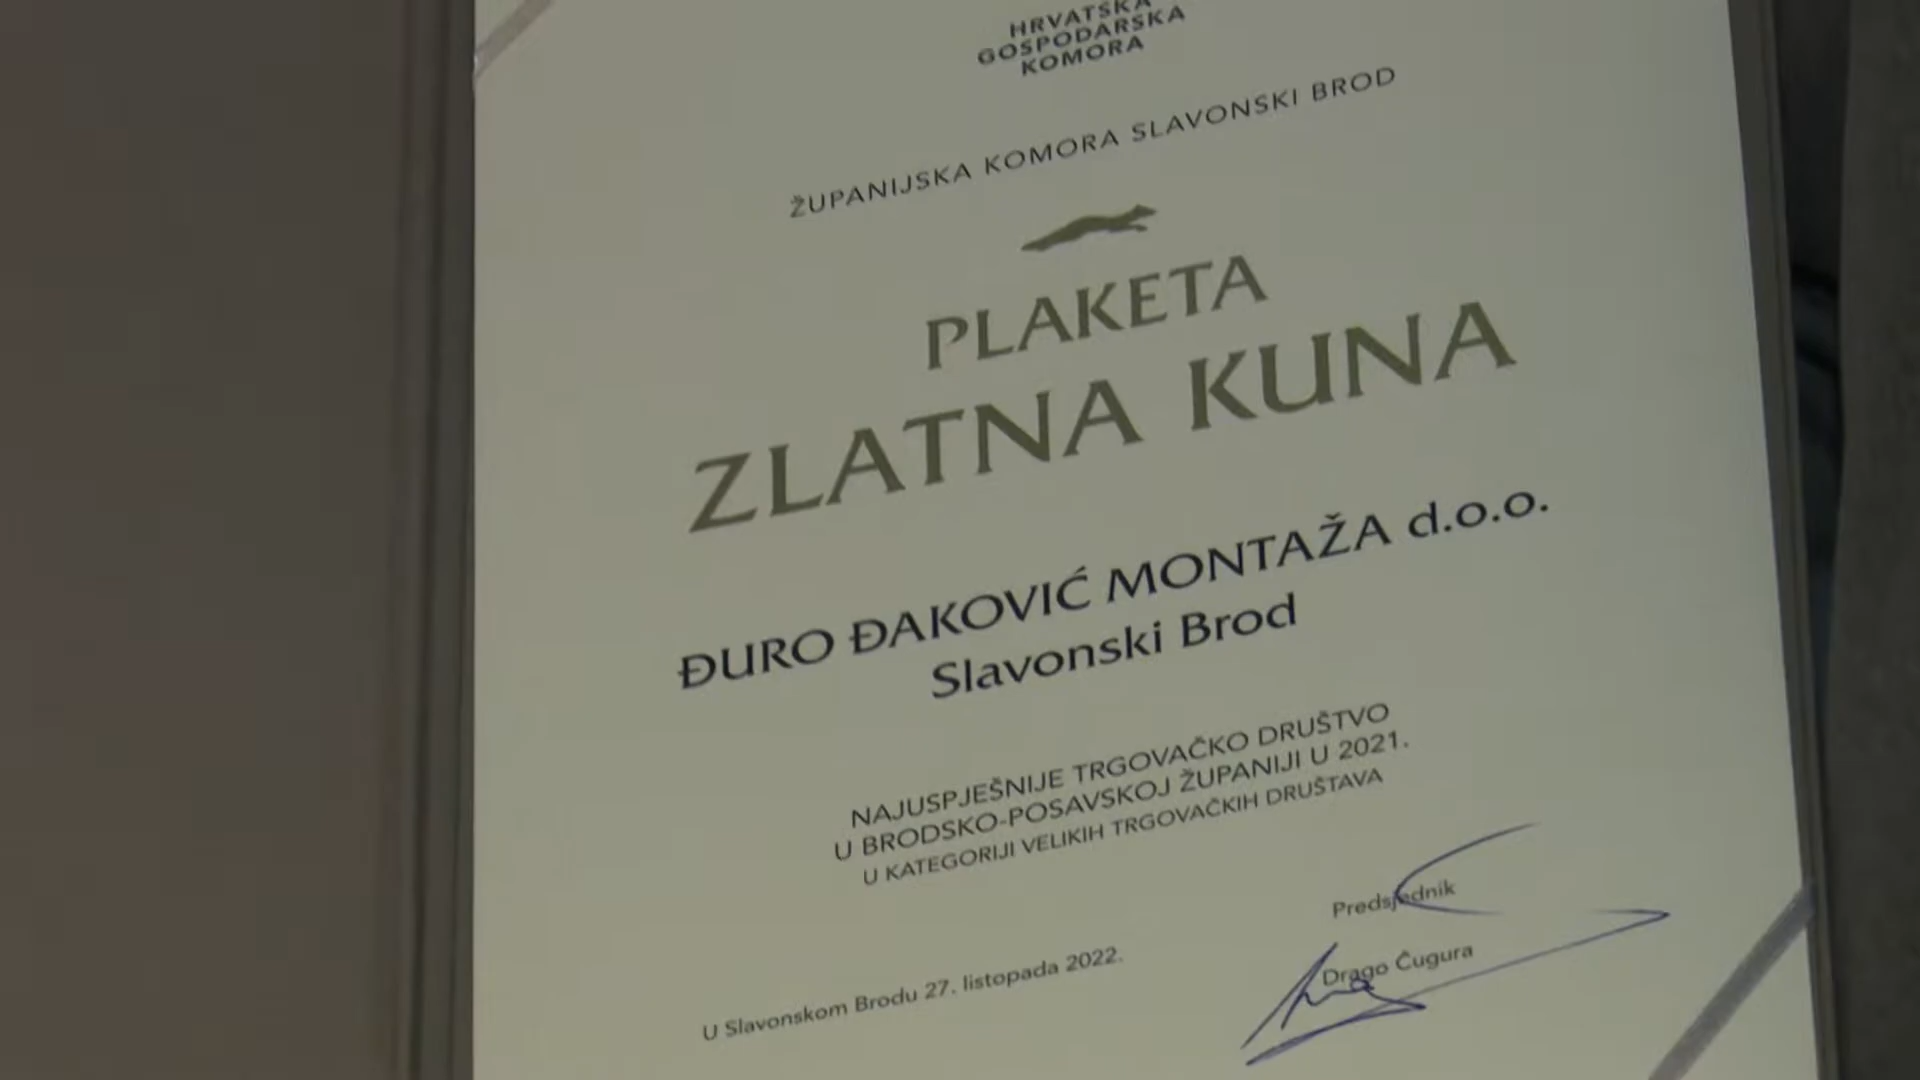 HRVATSKA
GOSPODARSKA
KOMORA
ŽUPANIJSKA KOMORA SLAVONSKI BROD
PLAKETA
ZLATNA KUNA
ĐURO ĐAKOVIĆ MONTAŽA d.o.o.
Slavonski Brod
NAJUSPJEŠNIJE TRGOVAČKO DRUŠTVO
U BRODSKO-POSAVSKOJ ŽUPANIJI U 2021.
U KATEGORIJI VELIKIH TRGOVAČKIH DRUŠTAVA
Predsjednik
Drago Čugura
U Slavonskom Brodu 27. listopada 2022.